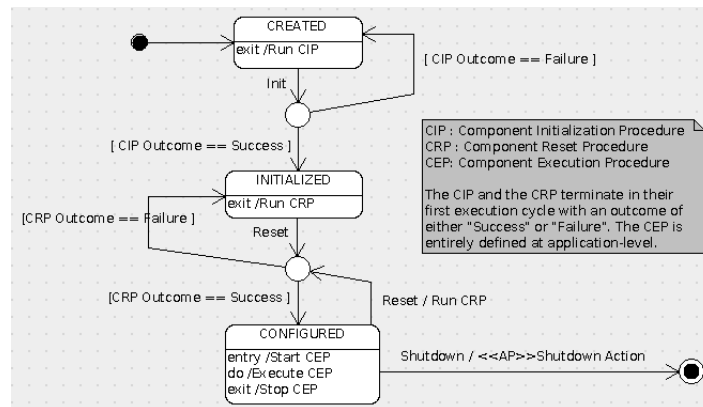 CREATED
exit /Run CIP
[ CIP Outcome == Failure ]
Init
[ CIP Outcome == Success ]
CIP : Component Initialization Procedure
CRP : Component Reset Procedure
CEP: Component Execution Procedure
The CIP and the CRP terminate in their
first execution cycle with an outcome of
either "Success" or "Failure". The CEP is
entirely defined at application-level.
INITIALIZED
exit /Run CRP
[CRP Outcome == Failure ]
Reset
[CRP Outcome == Success ]
Reset / Run CRP
CONFIGURED
entry /Start CEP
do /Execute CEP
exit /Stop CEP
Shutdown / <<AP>>Shutdown Action